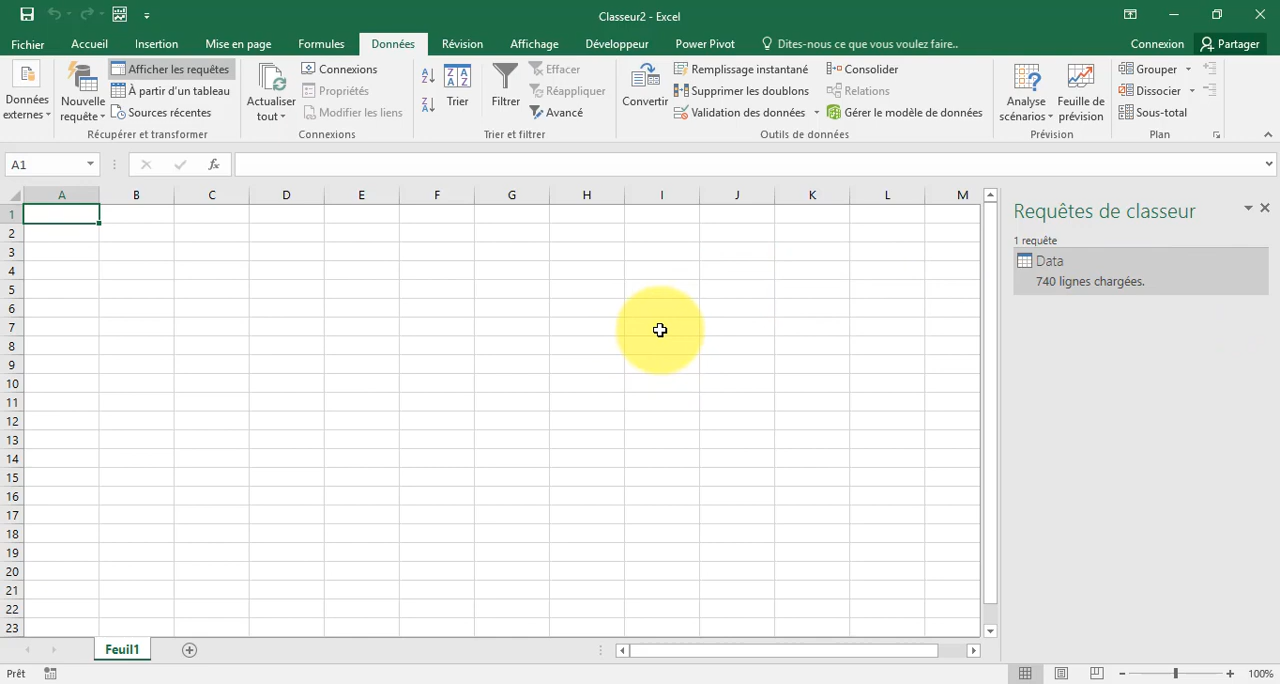 Classeur2 - Excel
Fichier Accueil Insertion Mise en page Formules Données Révision Affichage Développeur Power Pivot Dites-nous ce que vous voulez faire.. Connexion Partager
Données externes
Nouvelle requête
Afficher les requêtes
À partir d'un tableau
Sources récentes
Récupérer et transformer
Actualiser tout
Connexions
Propriétés
Modifier les liens
Connexions
Trier
Filtrer
Effacer
Réappliquer
Avancé
Trier et filtrer
Convertir
Remplissage instantané
Supprimer les doublons
Validation des données
Consolider
Relations
Gérer le modèle de données
Outils de données
Analyse scénarios
Feuille de prévision
Prévision
Grouper
Dissocier
Sous-total
Plan
A1
fx
A B C D E F G H I J K L M
1
2
3
4
5
6
7
8
9
10
11
12
13
14
15
16
17
18
19
20
21
22
23
Requêtes de classeur
1 requête
Data
740 lignes chargées.
Feuil1
Prêt
100%